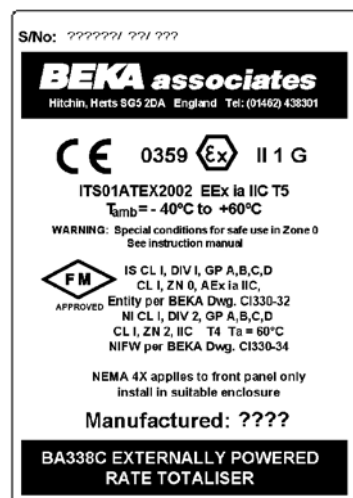 S/No: ??????/ ??/ ???
BEKA associates
Hitchin, Herts SG5 2DA England Tel: (01462) 438301
CE 0359 Ex II 1 G
ITS01ATEX2002 EEx ia IIC T5
Tamb = - 40ºC to +60ºC
WARNING: Special conditions for safe use in Zone 0
See instruction manual
FM
APPROVED
IS CL I, DIV I, GP A,B,C,D
CL I, ZN 0, AEx ia IIC,
Entity per BEKA Dwg. CI330-32
NI CL I, DIV 2, GP A,B,C,D
CL I, ZN 2, IIC T4 Ta = 60ºC
NIFW per BEKA Dwg. CI330-34
NEMA 4X applies to front panel only
install in suitable enclosure
Manufactured: ????
BA338C EXTERNALLY POWERED
RATE TOTALISER